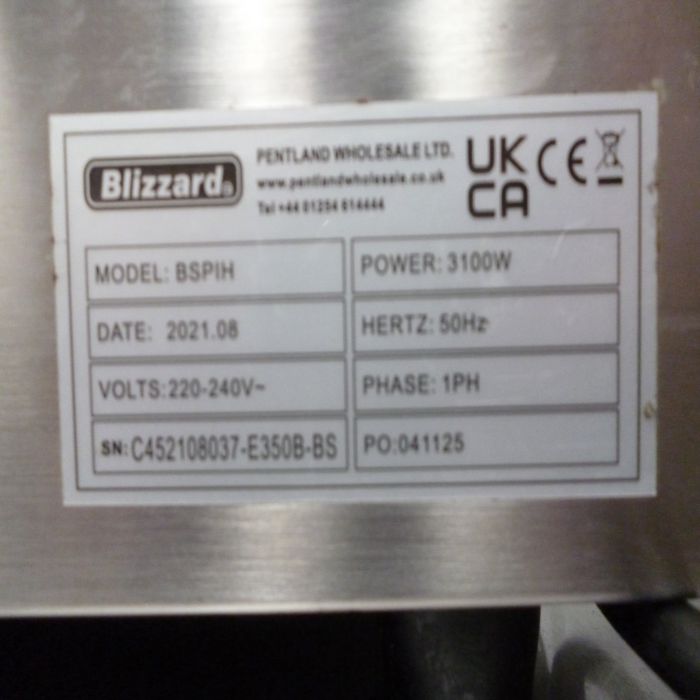 Blizzard
PENTLAND WHOLESALE LTD.
www.pentlandwholesale.co.uk
Tel +44 01254 614444
UK
CA
CE
MODEL: BSPIH
POWER: 3100W
DATE: 2021.08
HERTZ: 50Hz
VOLTS:220-240V~
PHASE: 1PH
SN: C452108037-E350B-BS
PO:041125